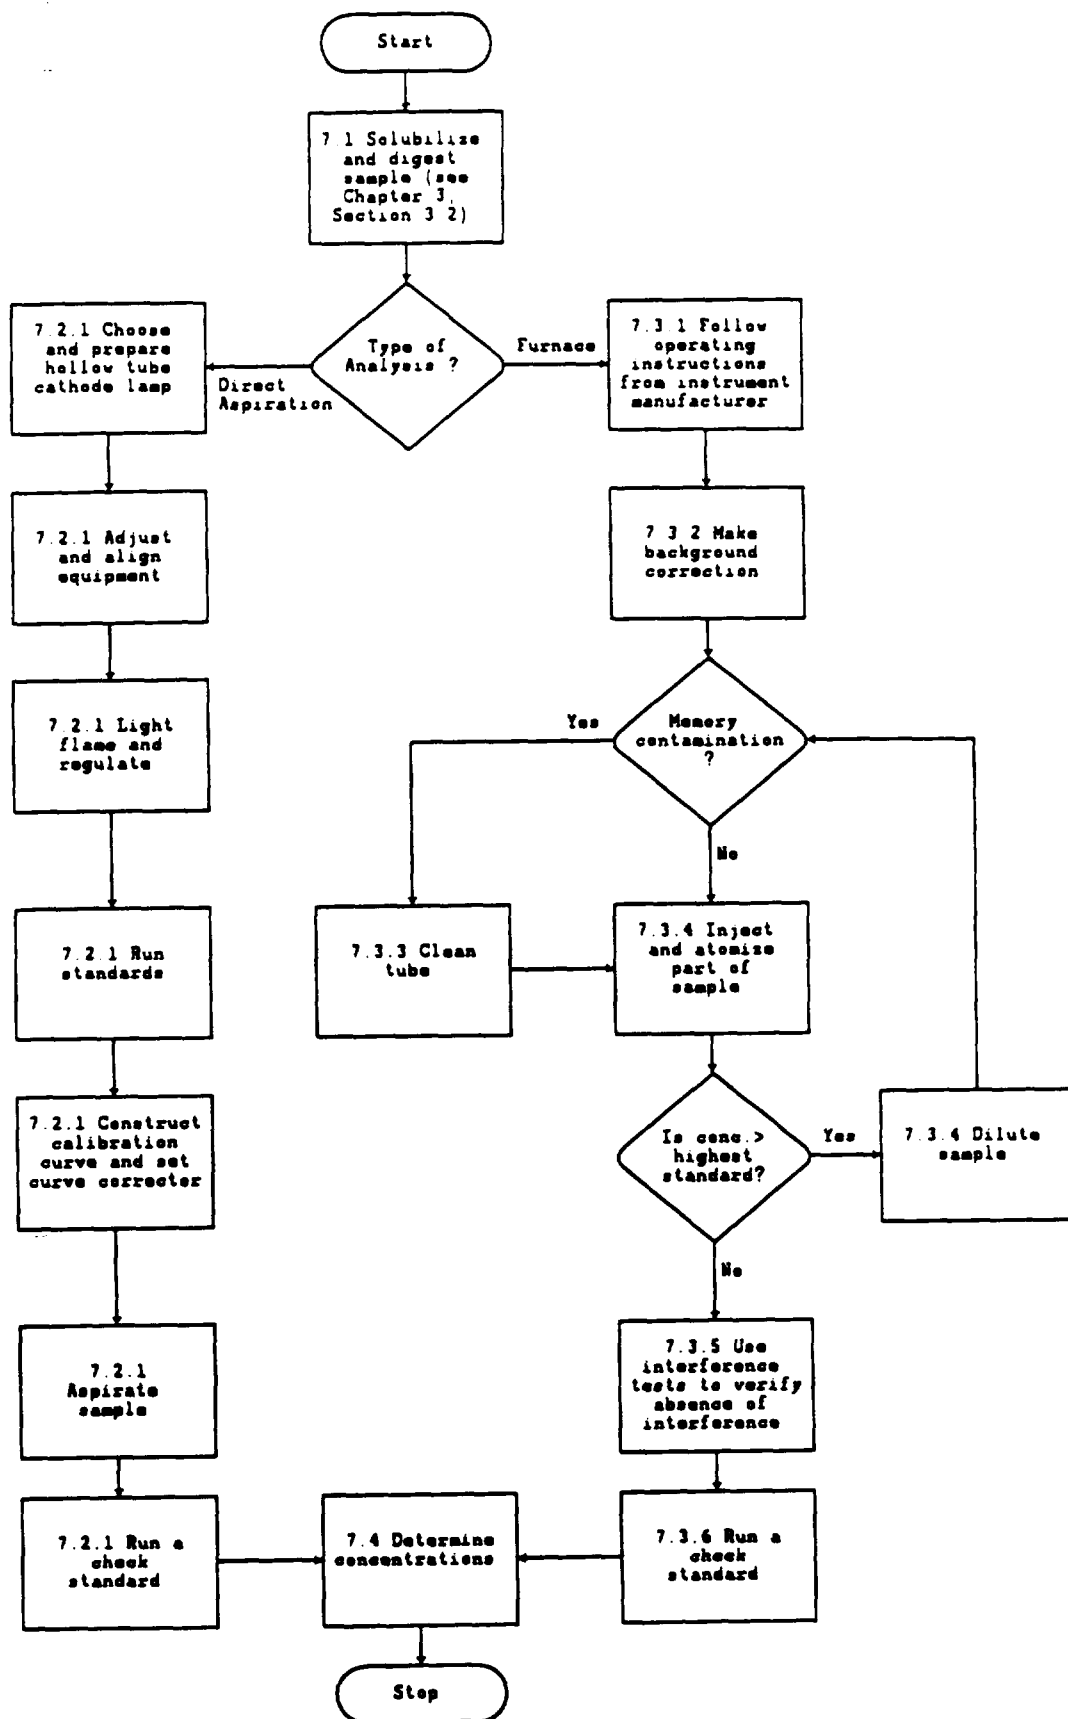 Start
7.1 Solubilize
and digest
sample (see
Chapter 3,
Section 3 2)
Type of
Analysis ?
Direct
Aspiration
Furnace
7.2.1 Choose
and prepare
hollow tube
cathode lamp
7.2.1 Adjust
and align
equipment
7.2.1 Light
flame and
regulate
7.2.1 Run
standards
7.2.1 Construct
calibration
curve and set
curve corrector
7.2.1
Aspirate
sample
7.2.1 Run a
check
standard
7.3.1 Follow
operating
instructions
from instrument
manufacturer
7 3 2 Make
background
correction
Memory
contamination
?
Yes
No
7.3.3 Clean
tube
7.3.4 Inject
and atomize
part of
sample
Is conc.>
highest
standard?
Yes
7.3.4 Dilute
sample
No
7.3.5 Use
interference
tests to verify
absence of
interference
7.3.6 Run a
check
standard
7.4 Determine
concentrations
Stop